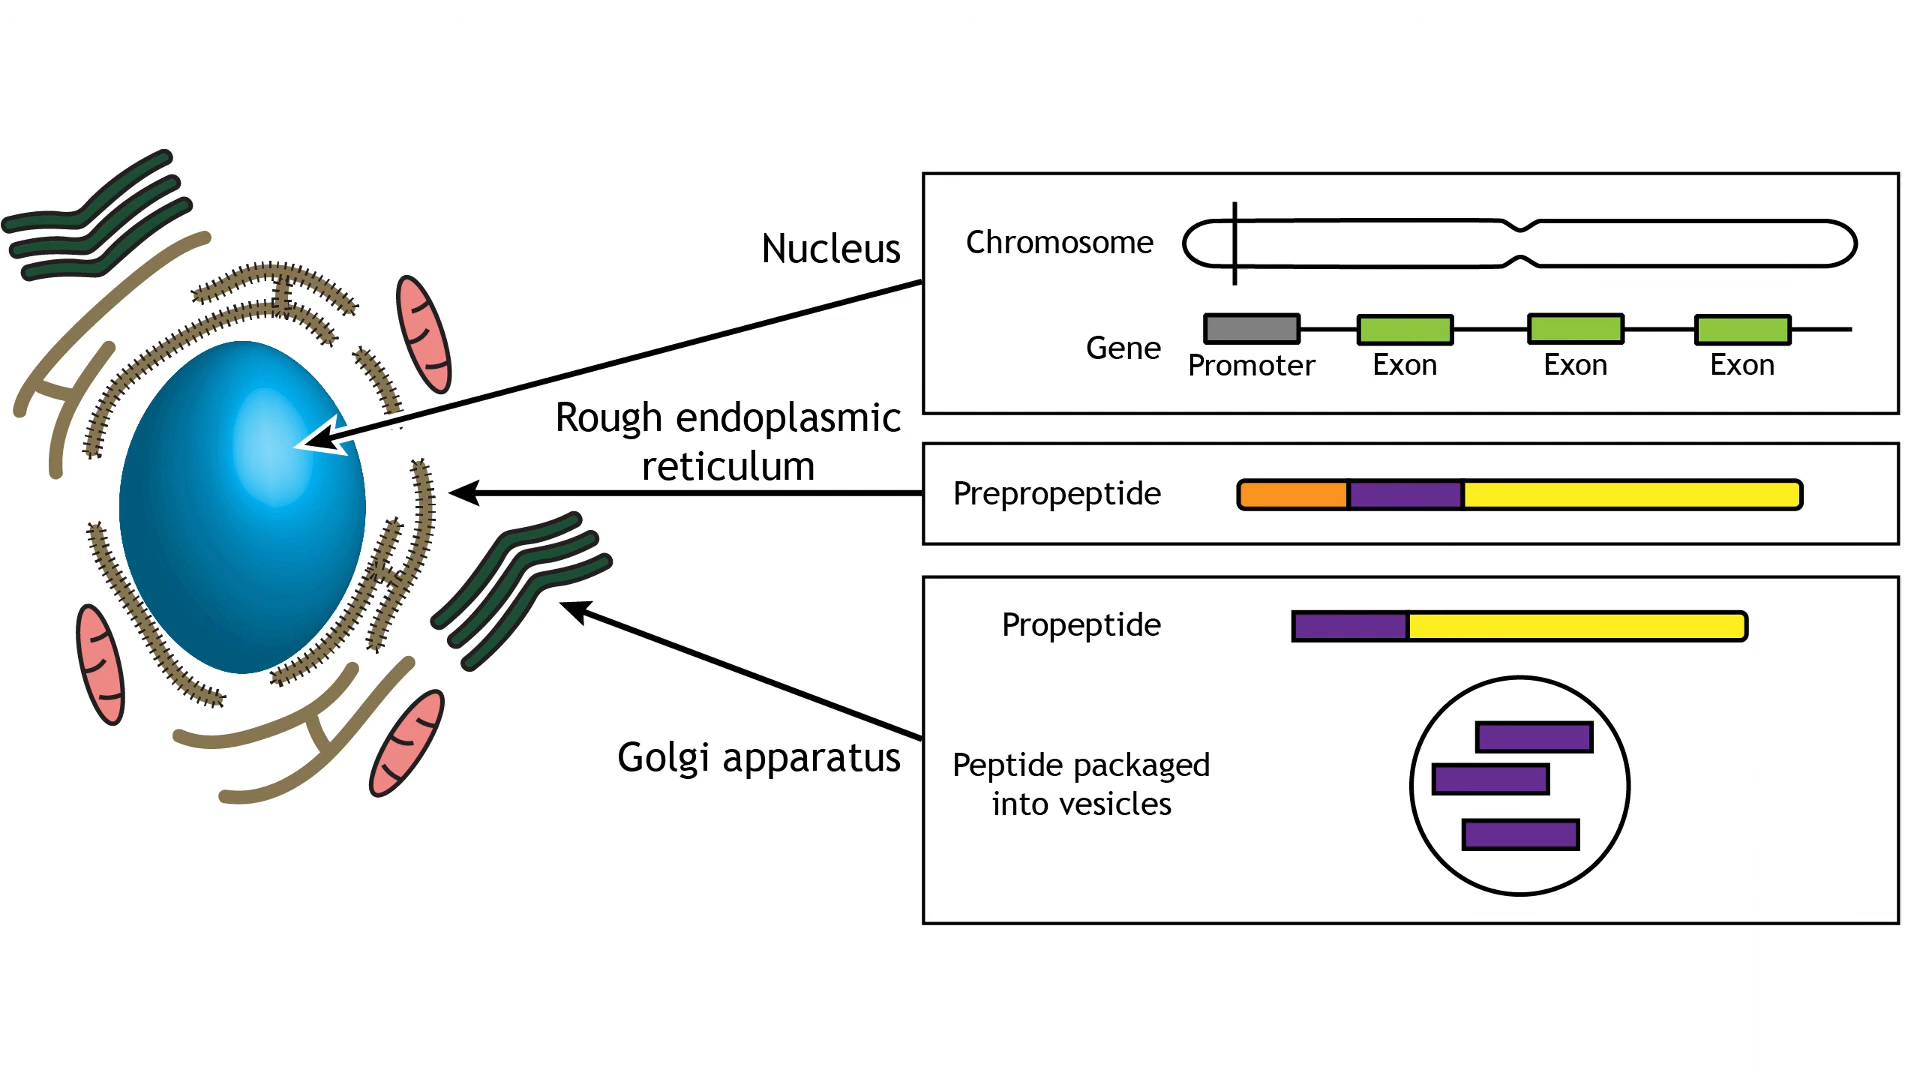 Nucleus
Chromosome
Gene
Promoter
Exon
Exon
Exon
Rough endoplasmic
reticulum
Prepropeptide
Propeptide
Golgi apparatus
Peptide packaged
into vesicles